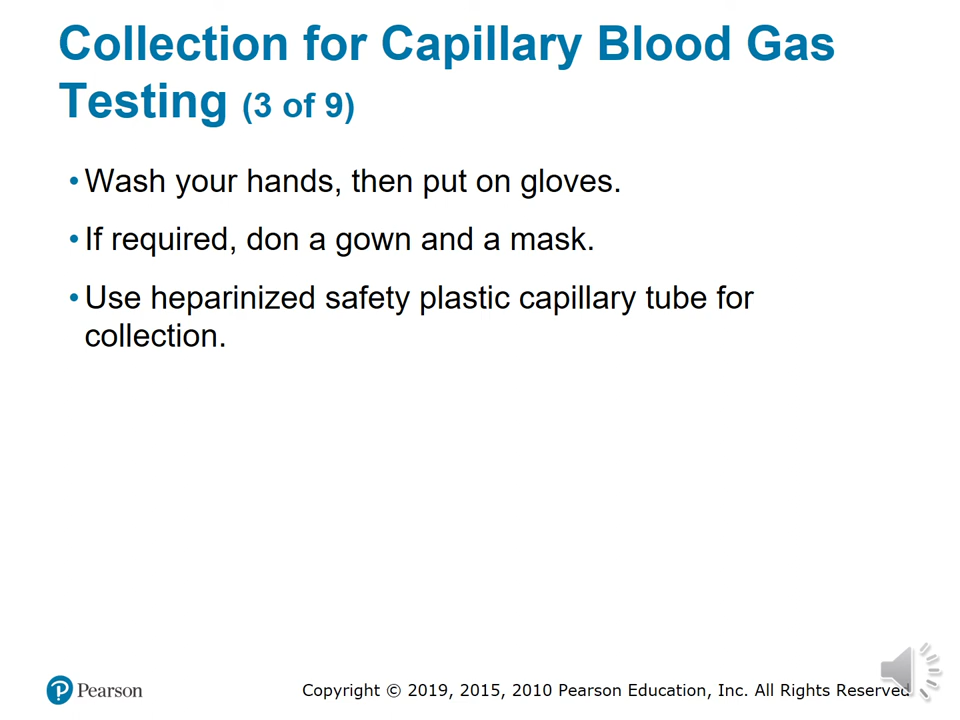 Collection for Capillary Blood Gas
Testing (3 of 9)
• Wash your hands, then put on gloves.
• If required, don a gown and a mask.
• Use heparinized safety plastic capillary tube for
collection.
P Pearson
Copyright © 2019, 2015, 2010 Pearson Education, Inc. All Rights Reserved